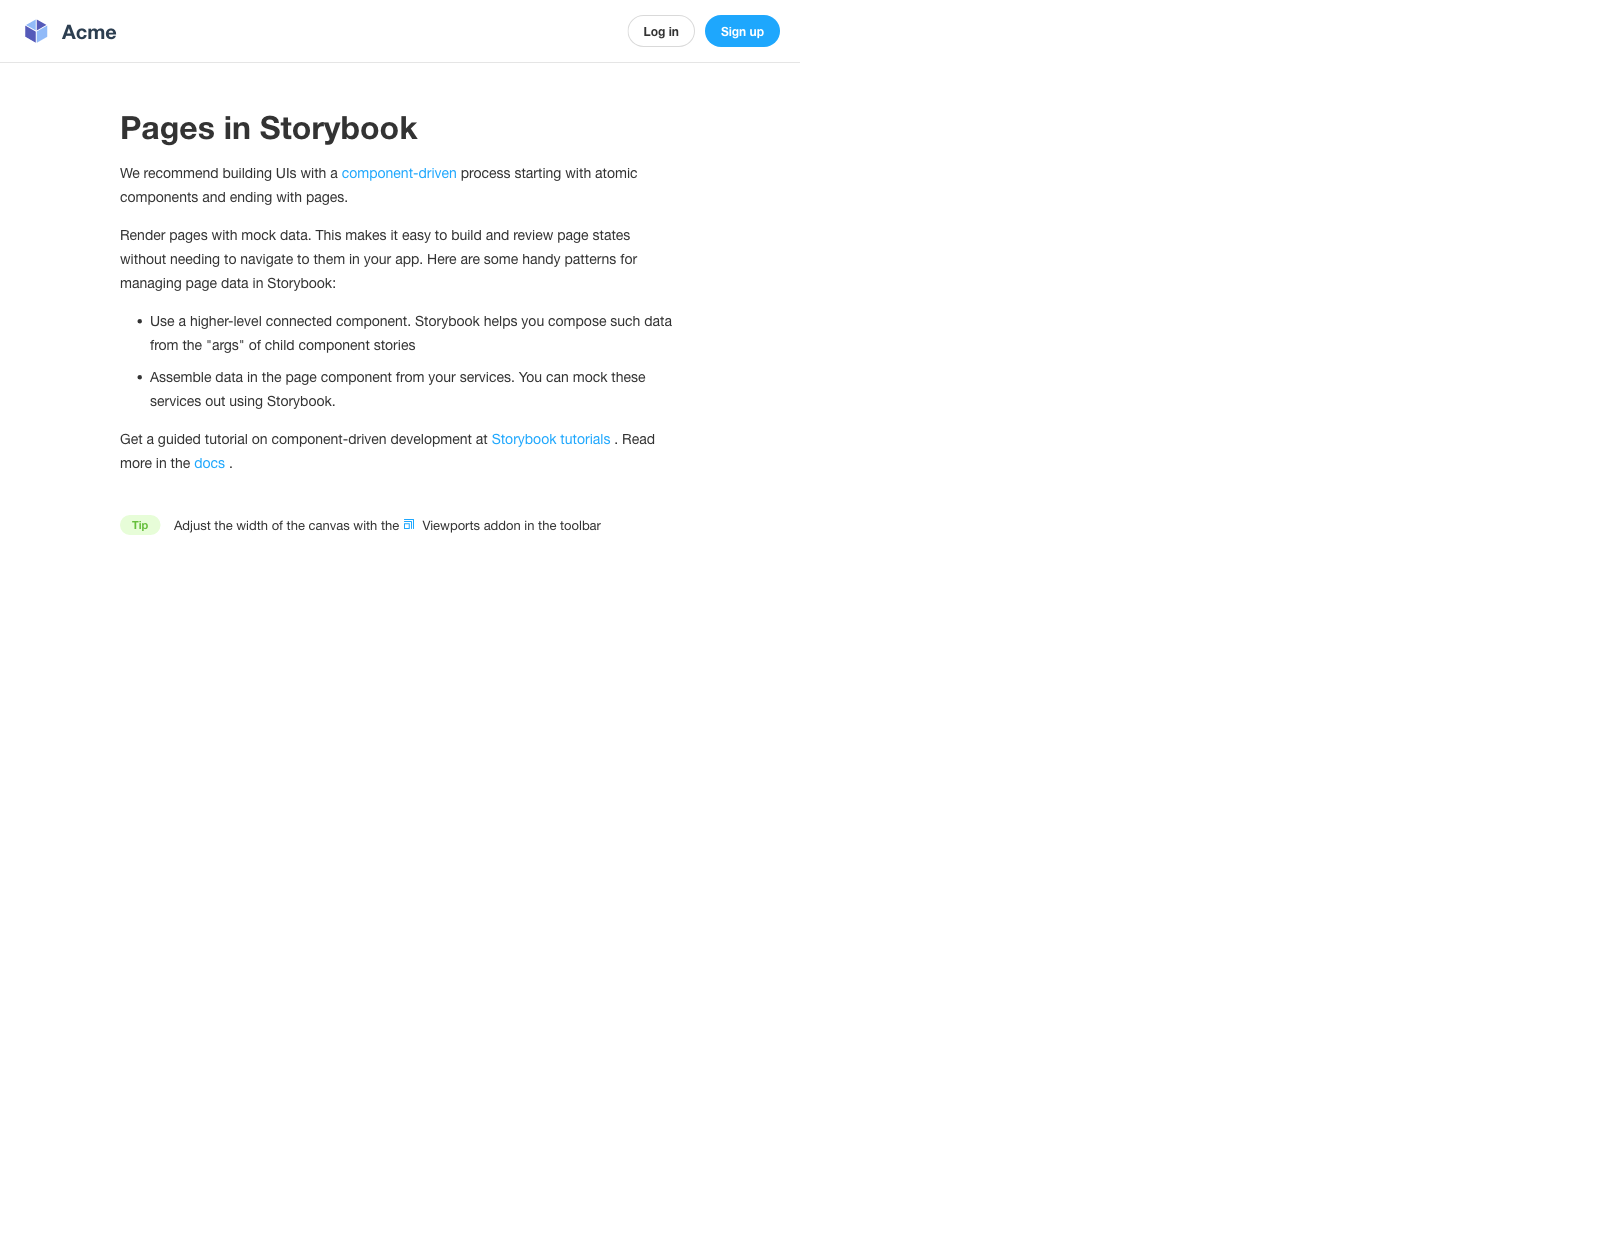 Acme
Log in
Sign up
Pages in Storybook
We recommend building UIs with a component-driven process starting with atomic
components and ending with pages.
Render pages with mock data. This makes it easy to build and review page states
without needing to navigate to them in your app. Here are some handy patterns for
managing page data in Storybook:
• Use a higher-level connected component. Storybook helps you compose such data
from the "args" of child component stories
• Assemble data in the page component from your services. You can mock these
services out using Storybook.
Get a guided tutorial on component-driven development at Storybook tutorials . Read
more in the docs .
Tip Adjust the width of the canvas with the Viewports addon in the toolbar